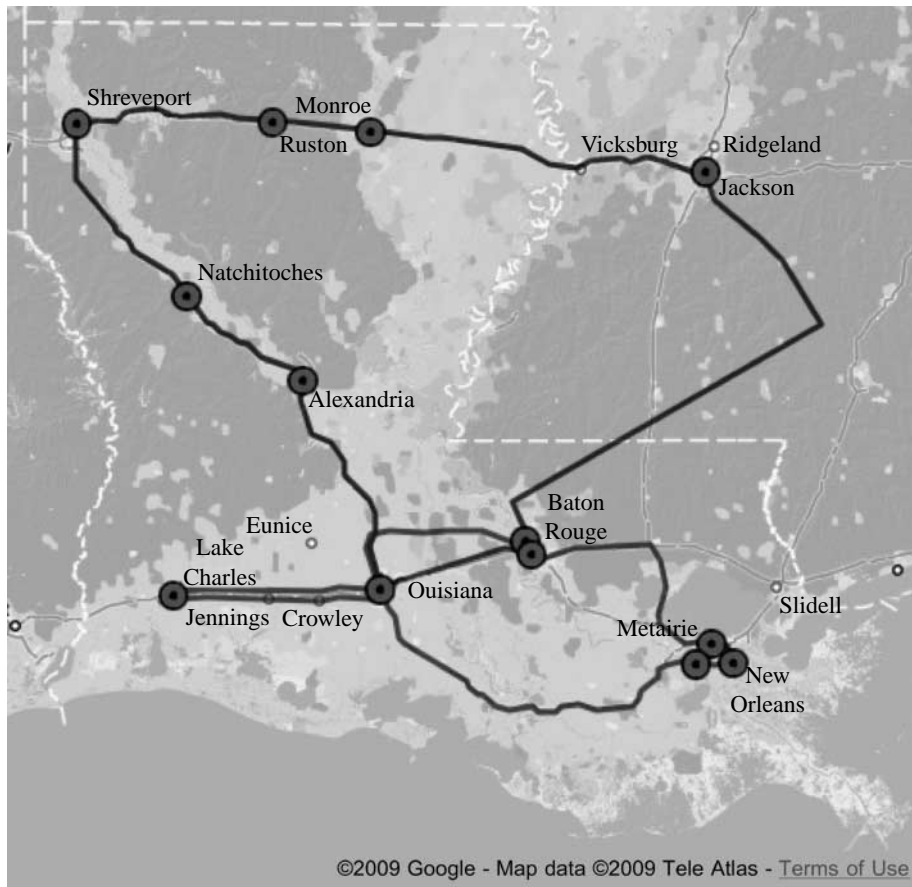 Shreveport
Monroe
Ruston
Vicksburg
Ridgeland
Jackson
Natchitoches
Alexandria
Eunice
Baton
Rouge
Lake
Charles
Ouisiana
Jennings
Crowley
Slidell
Metairie
New
Orleans
©2009 Google - Map data ©2009 Tele Atlas - Terms of Use